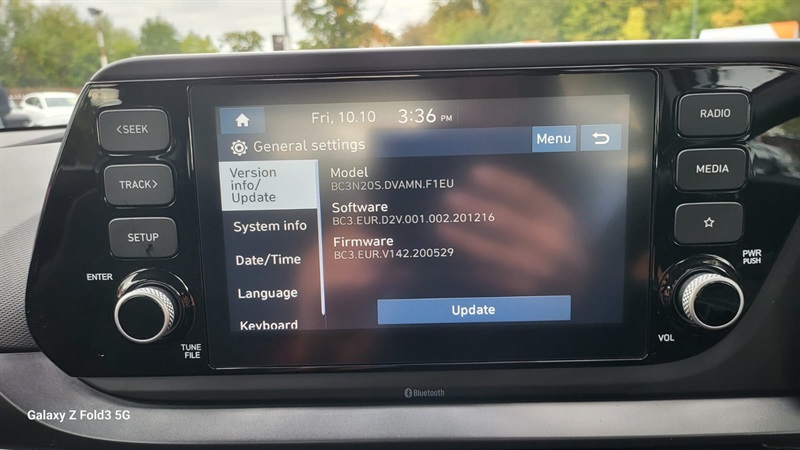 <SEEK
TRACK>
SETUP
ENTER
TUNE
FILE
Fri, 10.10 3:36 PM
General settings
Menu
Version
info/
Update
System info
Date/Time
Language
Keyboard
Model
BC3N20S.DVAMN.F1EU
Software
BC3.EUR.D2V.001.002.201216
Firmware
BC3.EUR.V142.200529
Update
RADIO
MEDIA
PWR
PUSH
VOL
Bluetooth
Galaxy Z Fold3 5G